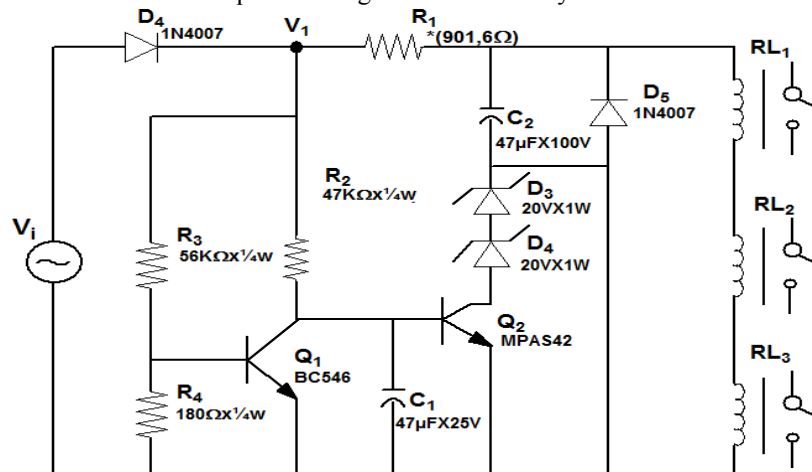 D4
1N4007
V1
R1
*(901,6Ω)
RL1
D5
1N4007
C2
47µFX100V
R2
47KΩx¼w
D3
20VX1W
RL2
Vi
R3
56KΩx¼w
D4
20VX1W
Q2
MPAS42
RL3
Q1
BC546
R4
180Ωx¼w
C1
47µFX25V